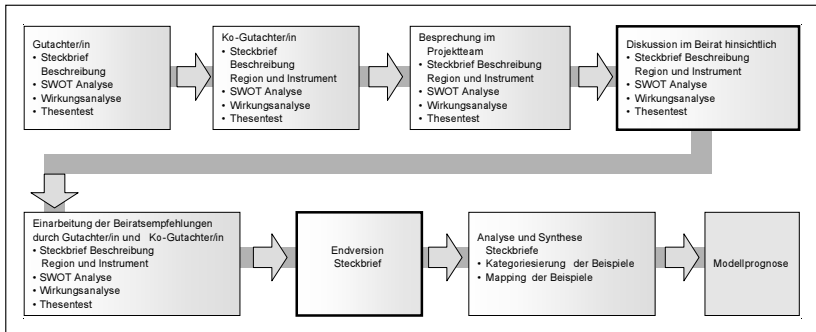 Gutachter/in
• Steckbrief
Beschreibung
• SWOT Analyse
• Wirkungsanalyse
• Thesentest
Ko-Gutachter/in
• Steckbrief
Beschreibung
Region und Instrument
• SWOT Analyse
• Wirkungsanalyse
• Thesentest
Besprechung im
Projektteam
• Steckbrief Beschreibung
Region und Instrument
• SWOT Analyse
• Wirkungsanalyse
• Thesentest
Diskussion im Beirat hinsichtlich
• Steckbrief Beschreibung
Region und Instrument
• SWOT Analyse
• Wirkungsanalyse
• Thesentest
Einarbeitung der Beiratsempfehlungen
durch Gutachter/in und Ko-Gutachter/in
• Steckbrief Beschreibung
Region und Instrument
• SWOT Analyse
• Wirkungsanalyse
• Thesentest
Endversion
Steckbrief
Analyse und Synthese
Steckbriefe
• Kategoriesierung der Beispiele
• Mapping der Beispiele
Modellprognose